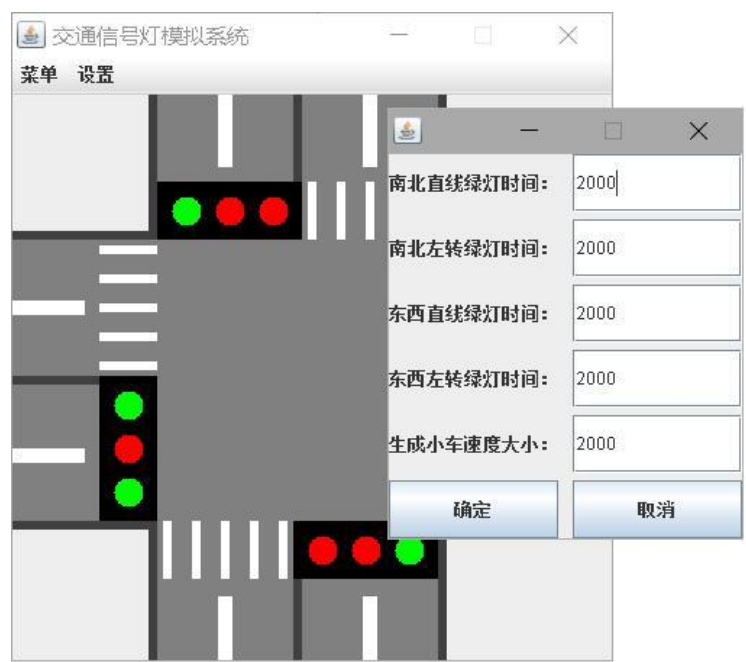 交通信号灯模拟系统
菜单 设置
南北直线绿灯时间: 2000
南北左转绿灯时间: 2000
东西直线绿灯时间: 2000
东西左转绿灯时间: 2000
生成小车速度大小: 2000
确定 取消